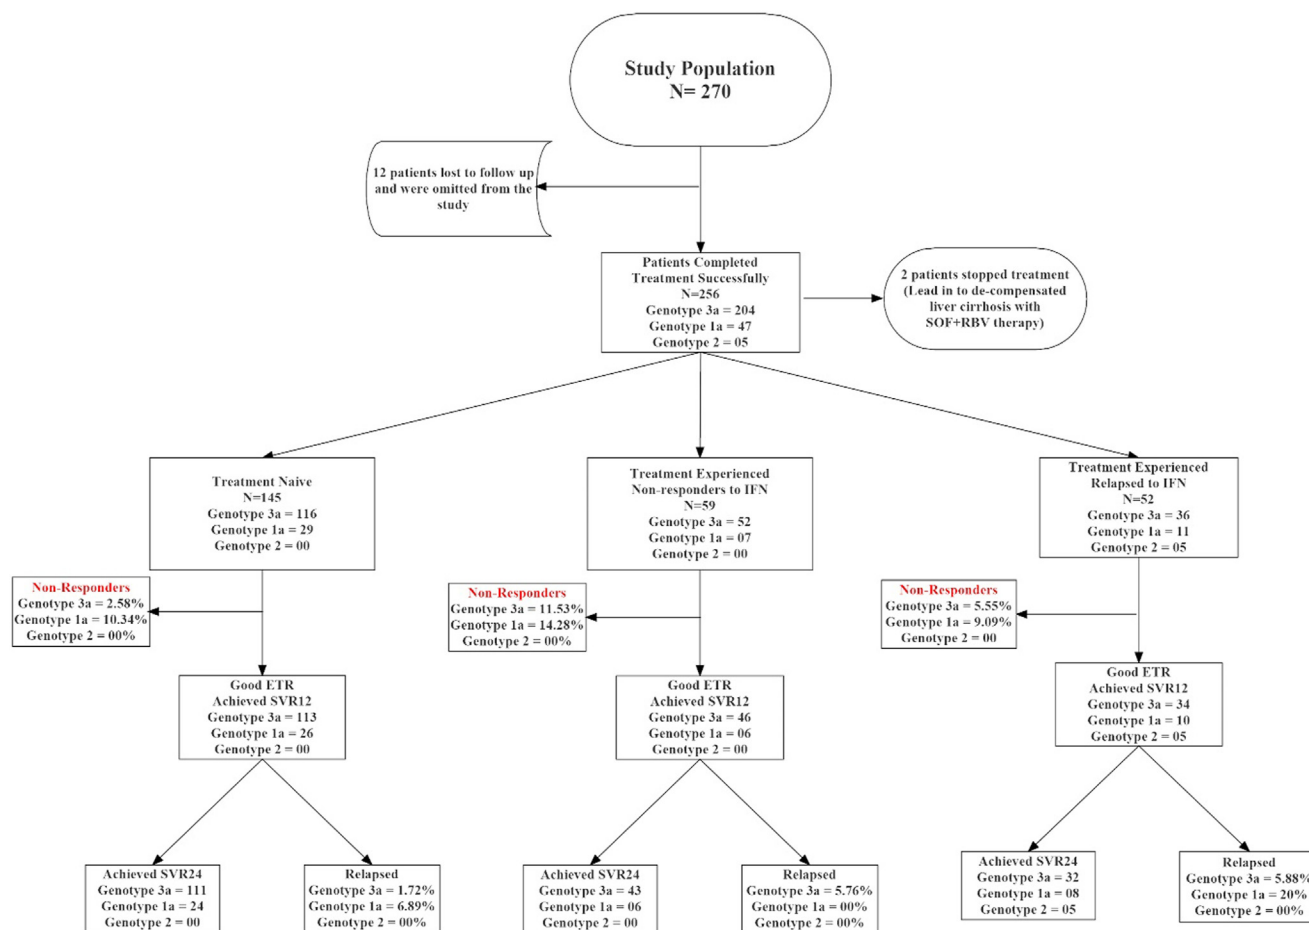 Study Population
N= 270
12 patients lost to follow up
and were omitted from the
study
Patients Completed
Treatment Successfully
N=256
Genotype 3a = 204
Genotype 1a = 47
Genotype 2 = 05
2 patients stopped treatment
(Lead in to de-compensated
liver cirrhosis with
SOF+RBV therapy)
Treatment Naive
N=145
Genotype 3a = 116
Genotype 1a = 29
Genotype 2 = 00
Treatment Experienced
Non-responders to IFN
N=59
Genotype 3a = 52
Genotype 1a = 07
Genotype 2 = 00
Treatment Experienced
Relapsed to IFN
N=52
Genotype 3a = 36
Genotype 1a = 11
Genotype 2 = 05
Non-Responders
Genotype 3a = 2.58%
Genotype 1a = 10.34%
Genotype 2 = 00%
Non-Responders
Genotype 3a = 11.53%
Genotype 1a = 14.28%
Genotype 2 = 00%
Non-Responders
Genotype 3a = 5.55%
Genotype 1a = 9.09%
Genotype 2 = 00
Good ETR
Achieved SVR12
Genotype 3a = 113
Genotype 1a = 26
Genotype 2 = 00
Good ETR
Achieved SVR12
Genotype 3a = 46
Genotype 1a = 06
Genotype 2 = 00
Good ETR
Achieved SVR12
Genotype 3a = 34
Genotype 1a = 10
Genotype 2 = 05
Achieved SVR24
Genotype 3a = 111
Genotype 1a = 24
Genotype 2 = 00
Relapsed
Genotype 3a = 1.72%
Genotype 1a = 6.89%
Genotype 2 = 00%
Achieved SVR24
Genotype 3a = 43
Genotype 1a = 06
Genotype 2 = 00
Relapsed
Genotype 3a = 5.76%
Genotype 1a = 00%
Genotype 2 = 00%
Achieved SVR24
Genotype 3a = 32
Genotype 1a = 08
Genotype 2 = 05
Relapsed
Genotype 3a = 5.88%
Genotype 1a = 20%
Genotype 2 = 00%